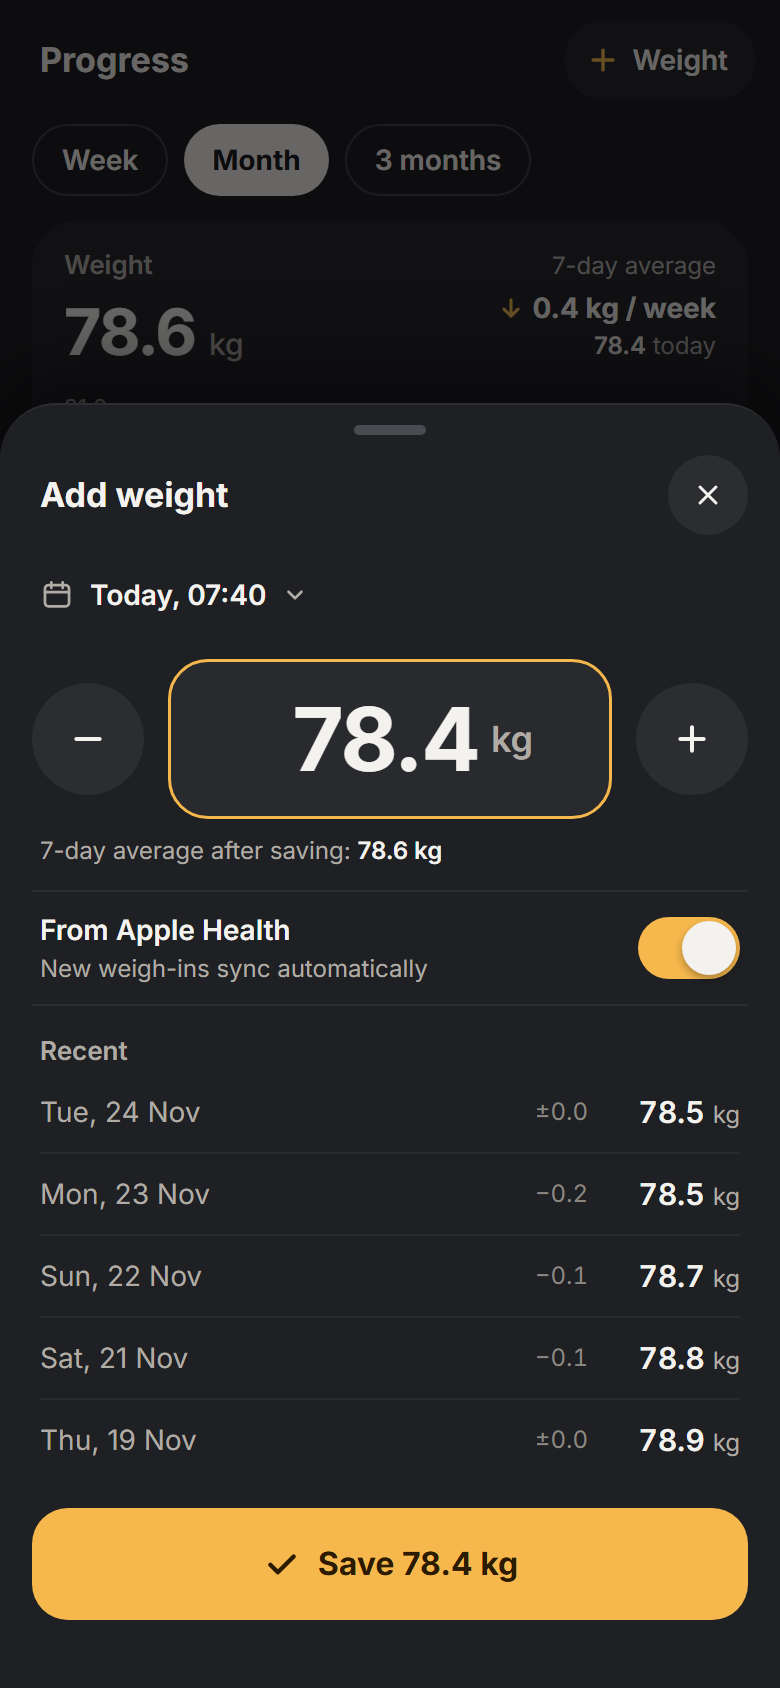 Progress
Weight
Week
Month
3 months
Weight
7-day average
78.6 kg
0.4 kg / week
78.4 today
Add weight
Today, 07:40
78.4 kg
7-day average after saving: 78.6 kg
From Apple Health
New weigh-ins sync automatically
Recent
Tue, 24 Nov ±0.0 78.5 kg
Mon, 23 Nov −0.2 78.5 kg
Sun, 22 Nov −0.1 78.7 kg
Sat, 21 Nov −0.1 78.8 kg
Thu, 19 Nov ±0.0 78.9 kg
Save 78.4 kg